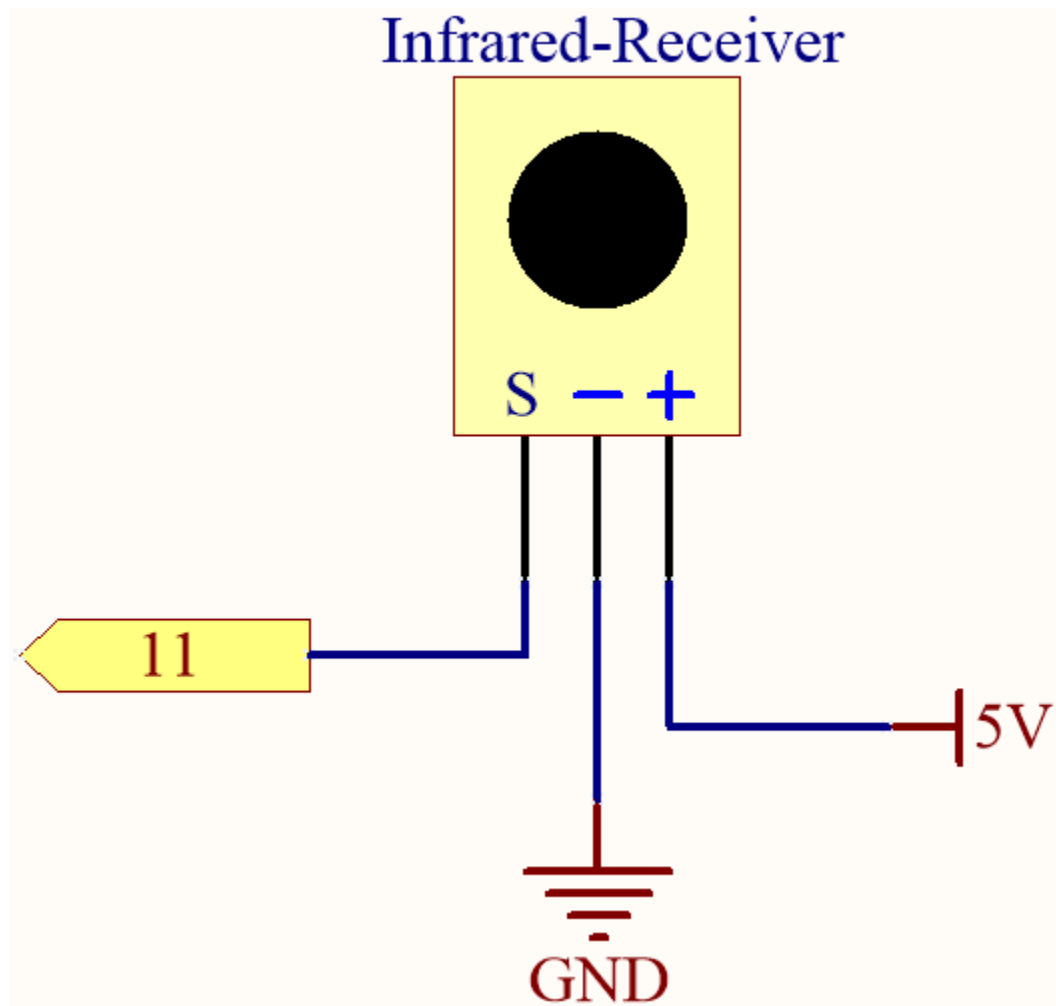 Infrared-Receiver
S − +
11
5V
GND